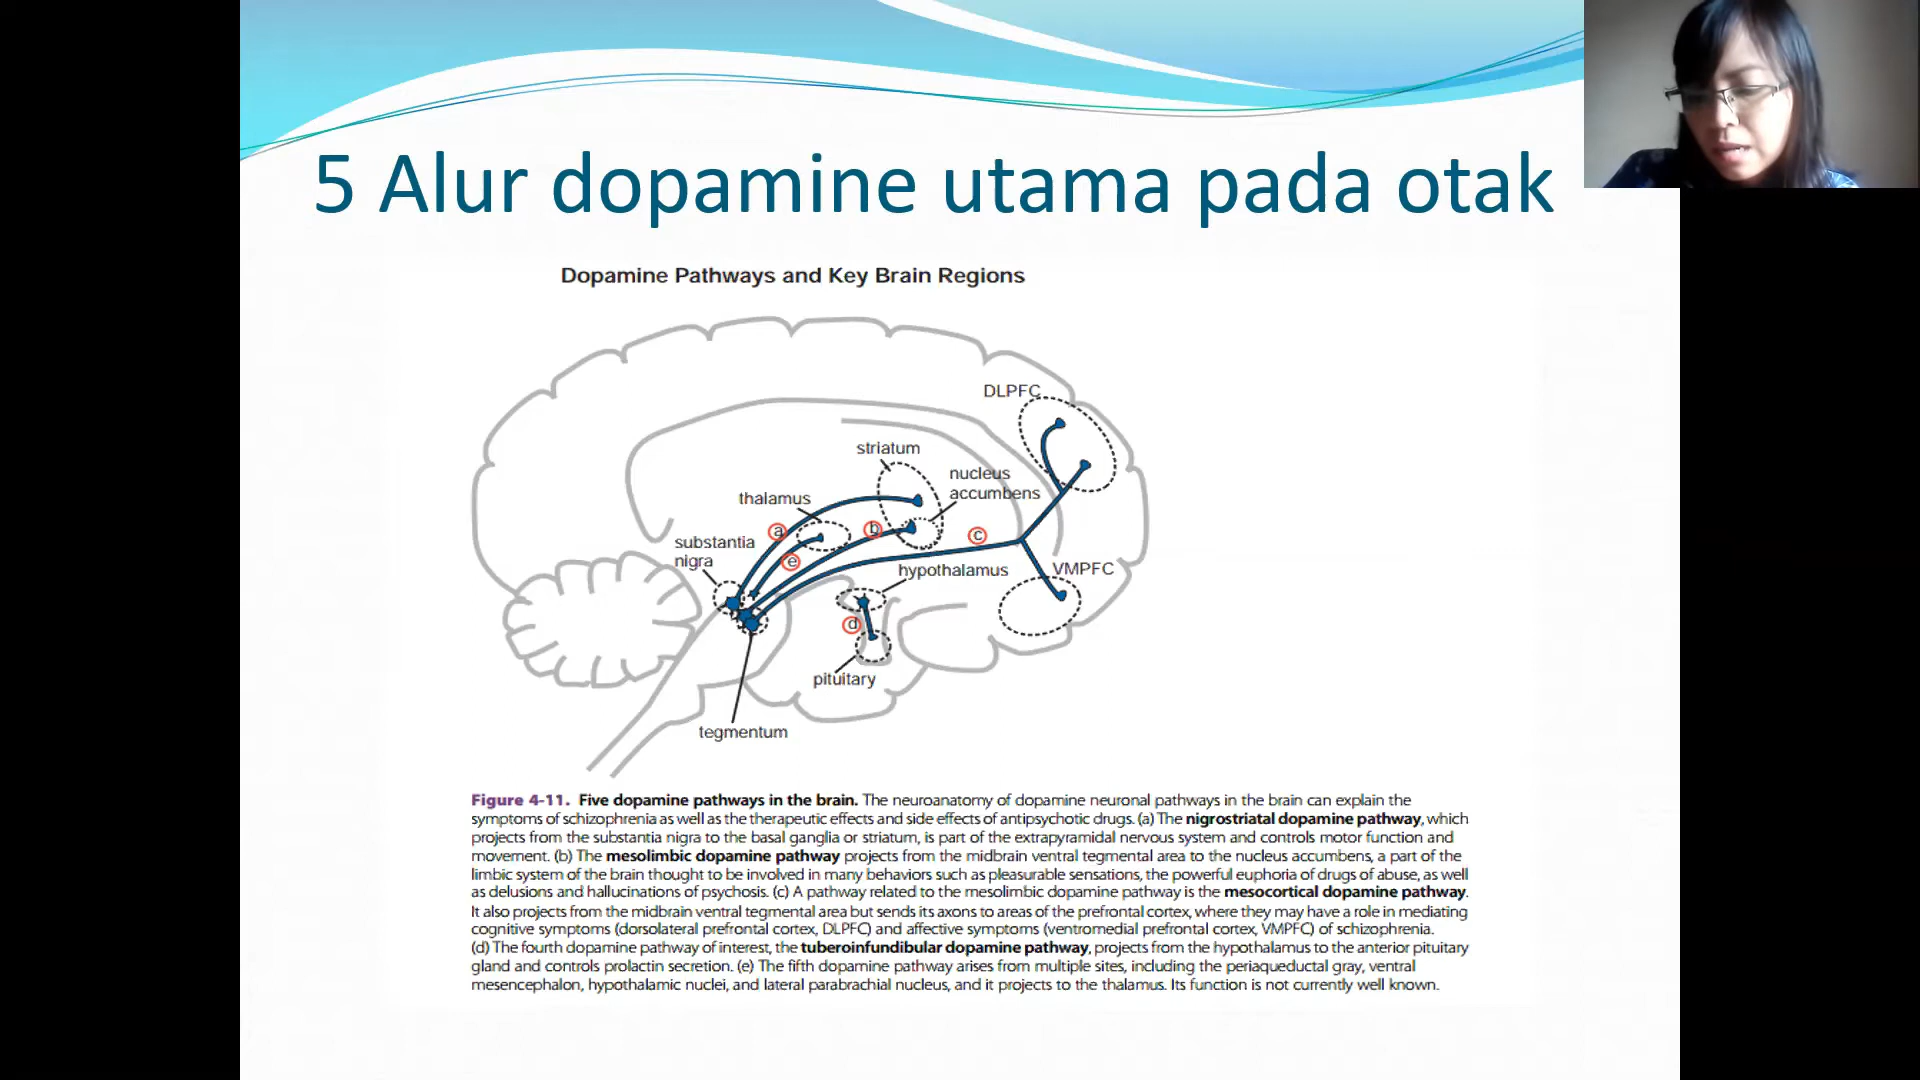 5 Alur dopamine utama pada otak
Dopamine Pathways and Key Brain Regions
DLPFC
striatum
nucleus
accumbens
thalamus
a
b
c
substantia
nigra
e
hypothalamus
VMPFC
d
pituitary
tegmentum
Figure 4-11. Five dopamine pathways in the brain. The neuroanatomy of dopamine neuronal pathways in the brain can explain the
symptoms of schizophrenia as well as the therapeutic effects and side effects of antipsychotic drugs. (a) The nigrostriatal dopamine pathway, which
projects from the substantia nigra to the basal ganglia or striatum, is part of the extrapyramidal nervous system and controls motor function and
movement. (b) The mesolimbic dopamine pathway projects from the midbrain ventral tegmental area to the nucleus accumbens, a part of the
limbic system of the brain thought to be involved in many behaviors such as pleasurable sensations, the powerful euphoria of drugs of abuse, as well
as delusions and hallucinations of psychosis. (c) A pathway related to the mesolimbic dopamine pathway is the mesocortical dopamine pathway.
It also projects from the midbrain ventral tegmental area but sends its axons to areas of the prefrontal cortex, where they may have a role in mediating
cognitive symptoms (dorsolateral prefrontal cortex, DLPFC) and affective symptoms (ventromedial prefrontal cortex, VMPFC) of schizophrenia.
(d) The fourth dopamine pathway of interest, the tuberoinfundibular dopamine pathway, projects from the hypothalamus to the anterior pituitary
gland and controls prolactin secretion. (e) The fifth dopamine pathway arises from multiple sites, including the periaqueductal gray, ventral
mesencephalon, hypothalamic nuclei, and lateral parabrachial nucleus, and it projects to the thalamus. Its function is not currently well known.